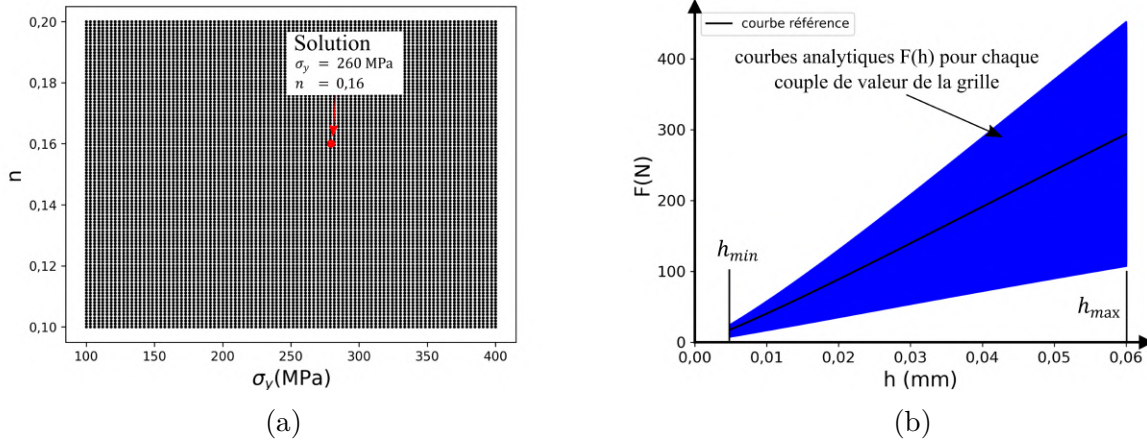 0,20
0,18
0,16
0,14
0,12
0,10
n
Solution
σy = 260 MPa
n = 0,16
100 150 200 250 300 350 400
σy(MPa)
(a)
courbe référence
courbes analytiques F(h) pour chaque
couple de valeur de la grille
400
300
200
100
0
F(N)
hmin
hmax
0,00 0,01 0,02 0,03 0,04 0,05 0,06
h (mm)
(b)